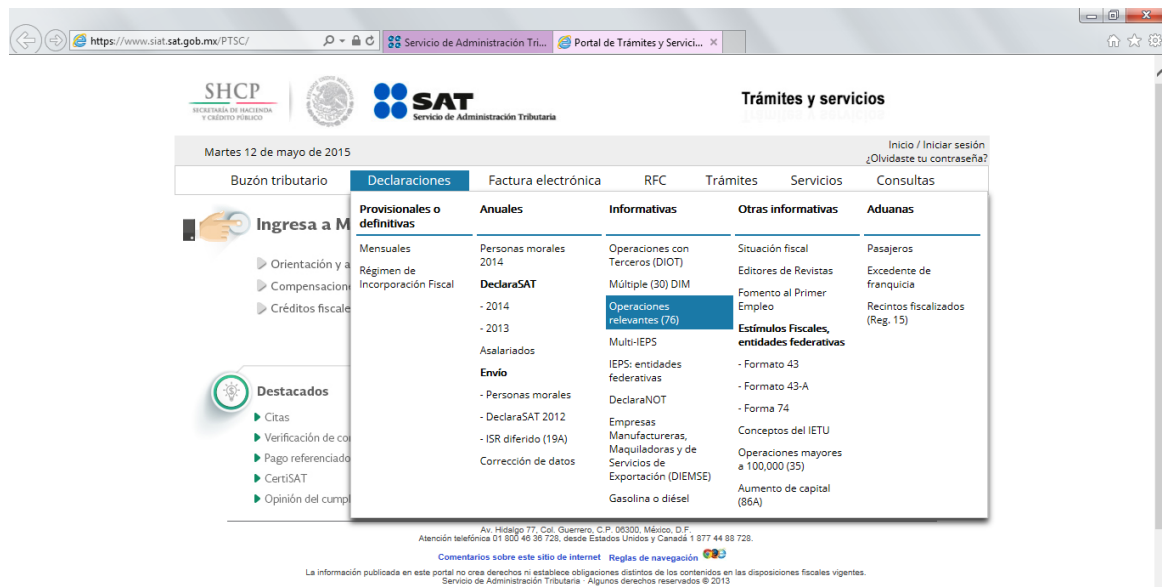 https://www.siat.sat.gob.mx/PTSC/
Servicio de Administración Tri...
Portal de Trámites y Servici...
SHCP
SECRETARÍA DE HACIENDA
Y CRÉDITO PÚBLICO
SAT
Servicio de Administración Tributaria
Trámites y servicios
Martes 12 de mayo de 2015
Inicio / Iniciar sesión
¿Olvidaste tu contraseña?
Buzón tributario Declaraciones Factura electrónica RFC Trámites Servicios Consultas
Ingresa a M
Orientación y a
Compensacion
Créditos fiscale
Destacados
Citas
Verificación de co
Pago referenciado
CertiSAT
Opinión del cumpl
Provisionales o
definitivas
Mensuales
Régimen de
Incorporación Fiscal
Anuales
Personas morales
2014
DeclaraSAT
- 2014
- 2013
Asalariados
Envío
- Personas morales
- DeclaraSAT 2012
- ISR diferido (19A)
Corrección de datos
Informativas
Operaciones con
Terceros (DIOT)
Múltiple (30) DIM
Operaciones
relevantes (76)
Multi-IEPS
IEPS: entidades
federativas
DeclaraNOT
Empresas
Manufactureras,
Maquiladoras y de
Servicios de
Exportación (DIEMSE)
Gasolina o diésel
Otras informativas
Situación fiscal
Editores de Revistas
Fomento al Primer
Empleo
Estímulos Fiscales,
entidades federativas
- Formato 43
- Formato 43-A
- Forma 74
Conceptos del IETU
Operaciones mayores
a 100,000 (35)
Aumento de capital
(86A)
Aduanas
Pasajeros
Excedente de
franquicia
Recintos fiscalizados
(Reg. 15)
Av. Hidalgo 77, Col. Guerrero, C.P. 06300, México, D.F.
Atención telefónica 01 800 46 36 728, desde Estados Unidos y Canadá 1 877 44 88 728.
Comentarios sobre este sitio de internet Reglas de navegación
La información publicada en este portal no crea derechos ni establece obligaciones distintos de los contenidos en las disposiciones fiscales vigentes.
Servicio de Administración Tributaria - Algunos derechos reservados © 2013